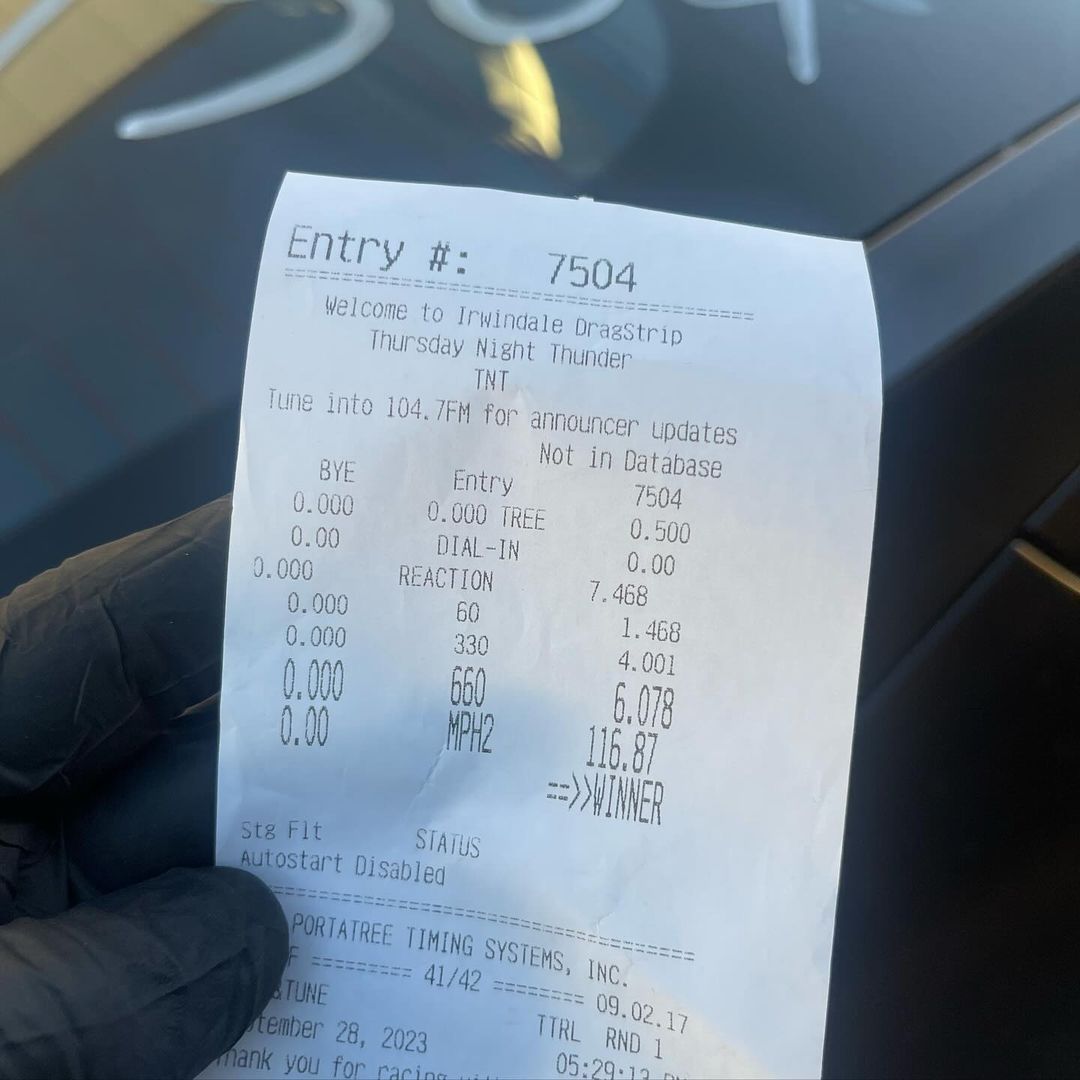 Entry #: 7504
Welcome to Irwindale DragStrip
Thursday Night Thunder
TNT
Tune into 104.7FM for announcer updates
Not in Database
BYE Entry 7504
0.000 0.000 TREE 0.500
0.00 DIAL-IN 0.00
0.000 REACTION 7.468
0.000 60 1.468
0.000 330 4.001
0.000 660 6.078
0.00 MPH2 116.87
==>>WINNER
Stg Flt STATUS
Autostart Disabled
PORTATREE TIMING SYSTEMS, INC.
F ========= 41/42 ======== 09.02.17
&TUNE TTRL RND 1
tember 28, 2023 05:29:13
hank you for racing